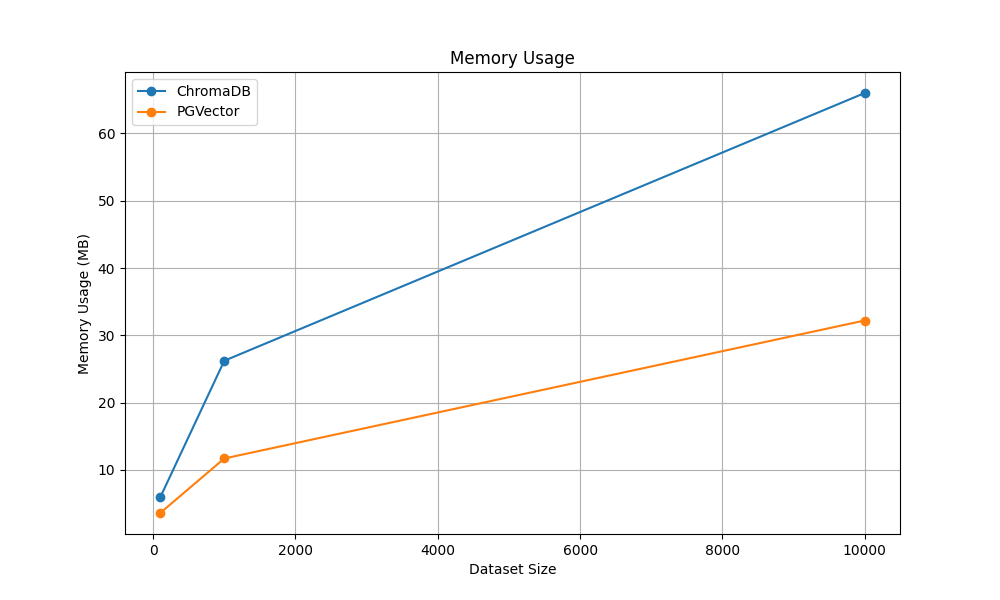 Memory Usage
ChromaDB
PGVector
Memory Usage (MB)
60
50
40
30
20
10
0 2000 4000 6000 8000 10000
Dataset Size